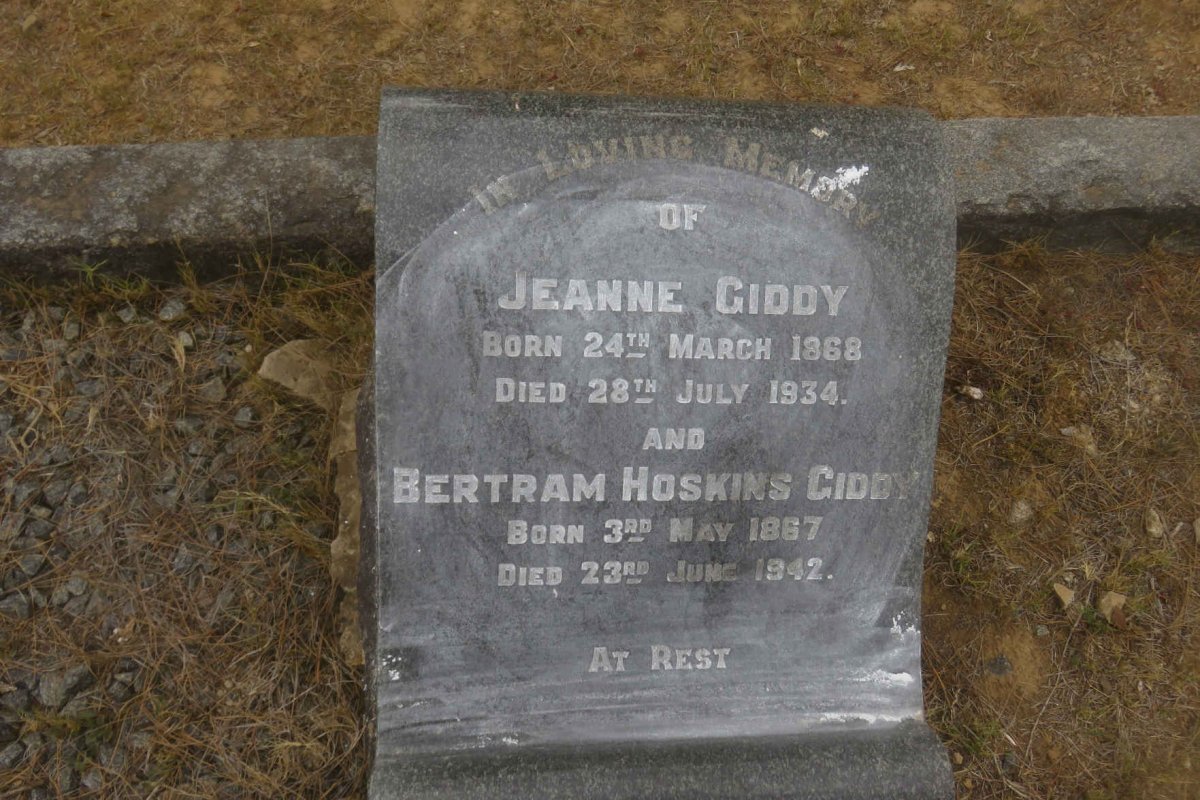 In Loving Memory
OF
Jeanne Giddy
Born 24TH March 1868
Died 28TH July 1934.
AND
Bertram Hoskins Giddy
Born 3RD May 1867
Died 23RD June 1942.
At Rest